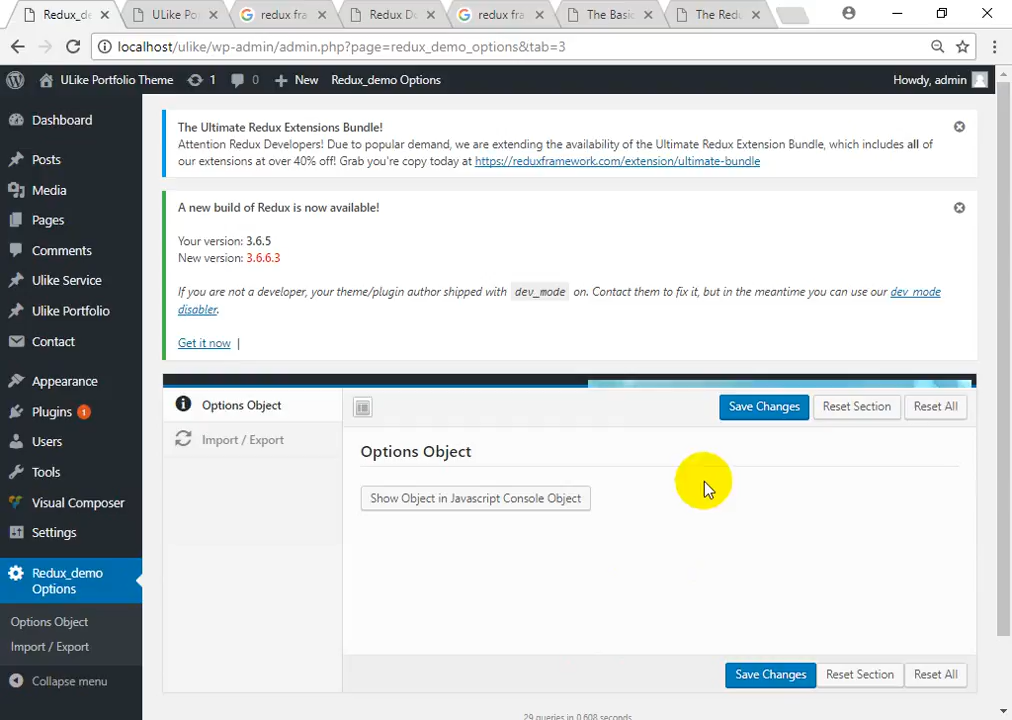 Redux_de
ULike Po
redux fra
Redux D
redux fra
The Basi
The Redu
localhost/ulike/wp-admin/admin.php?page=redux_demo_options&tab=3
ULike Portfolio Theme
1
0
New
Redux_demo Options
Howdy, admin
Dashboard
Posts
Media
Pages
Comments
Ulike Service
Ulike Portfolio
Contact
Appearance
Plugins 1
Users
Tools
Visual Composer
Settings
Redux_demo
Options
Options Object
Import / Export
Collapse menu
The Ultimate Redux Extensions Bundle!
Attention Redux Developers! Due to popular demand, we are extending the availability of the Ultimate Redux Extension Bundle, which includes all of
our extensions at over 40% off! Grab you're copy today at https://reduxframework.com/extension/ultimate-bundle
A new build of Redux is now available!
Your version: 3.6.5
New version: 3.6.6.3
If you are not a developer, your theme/plugin author shipped with dev_mode on. Contact them to fix it, but in the meantime you can use our dev_mode
disabler.
Get it now |
Options Object
Import / Export
Save Changes
Reset Section
Reset All
Options Object
Show Object in Javascript Console Object
Save Changes
Reset Section
Reset All
29 queries in 0.608 seconds